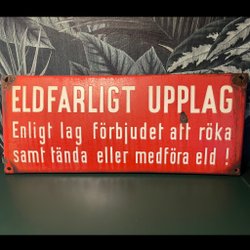 ELDFARLIGT UPPLAG
Enligt lag förbjudet att röka
samt tända eller medföra eld !